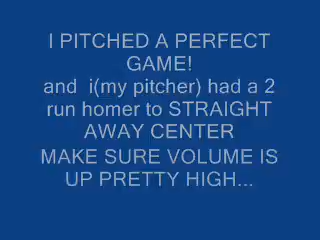 I PITCHED A PERFECT
GAME!
and  i(my pitcher) had a 2
run homer to STRAIGHT
AWAY CENTER
MAKE SURE VOLUME IS
UP PRETTY HIGH...